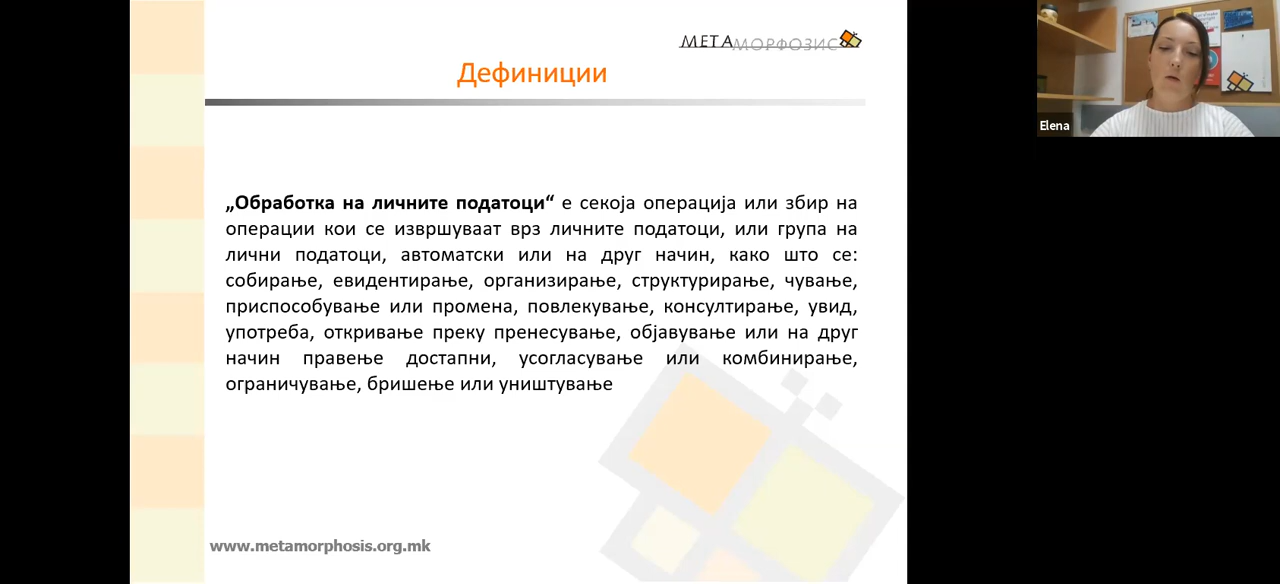 МЕТАМОРФОЗИС
Дефиниции
„Обработка на личните податоци“ е секоја операција или збир на
операции кои се извршуваат врз личните податоци, или група на
лични податоци, автоматски или на друг начин, како што се:
собирање, евидентирање, организирање, структурирање, чување,
приспособување или промена, повлекување, консултирање, увид,
употреба, откривање преку пренесување, објавување или на друг
начин правење достапни, усогласување или комбинирање,
ограничување, бришење или уништување
www.metamorphosis.org.mk
Elena